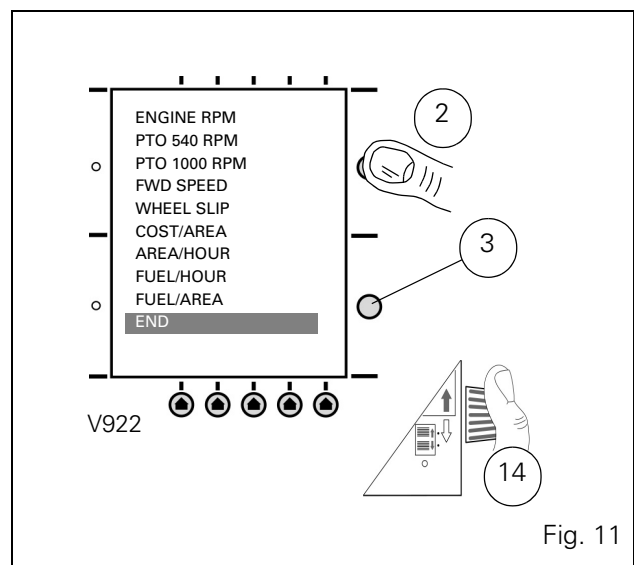 ENGINE RPM
PTO 540 RPM
PTO 1000 RPM
FWD SPEED
WHEEL SLIP
COST/AREA
AREA/HOUR
FUEL/HOUR
FUEL/AREA
END
2
3
V922
14
Fig. 11